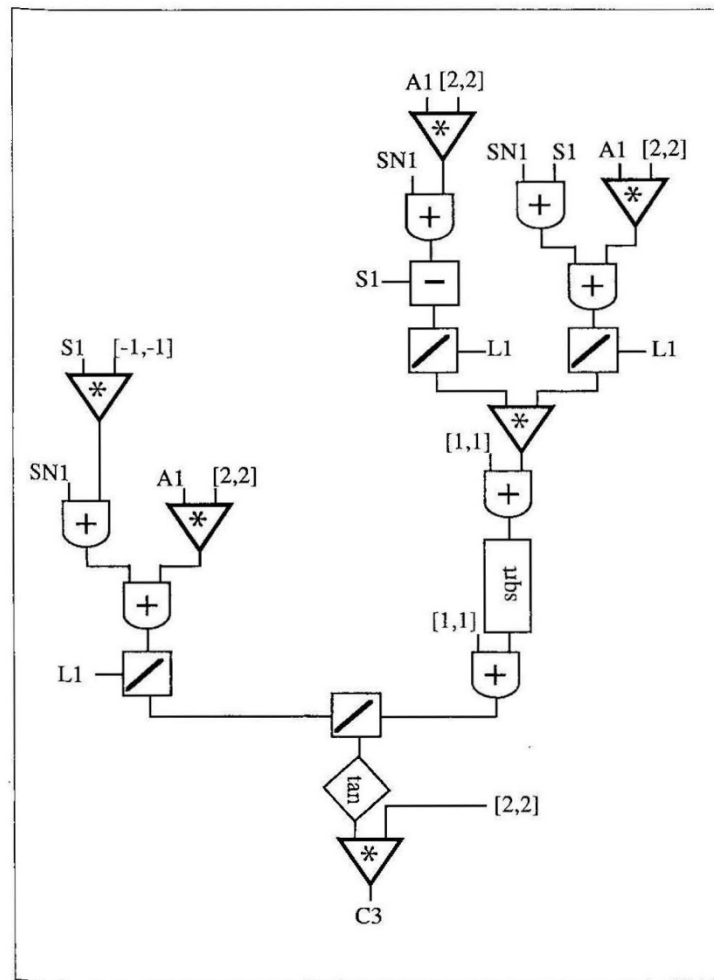 A1 [2,2]
*
SN1 SN1 S1 A1 [2,2]
+ + *
S1 − +
L1 L1
S1 [-1,-1]
* *
[1,1]
SN1 A1 [2,2] +
+ *
sqrt
+ [1,1]
L1 +
tan
[2,2]
*
C3